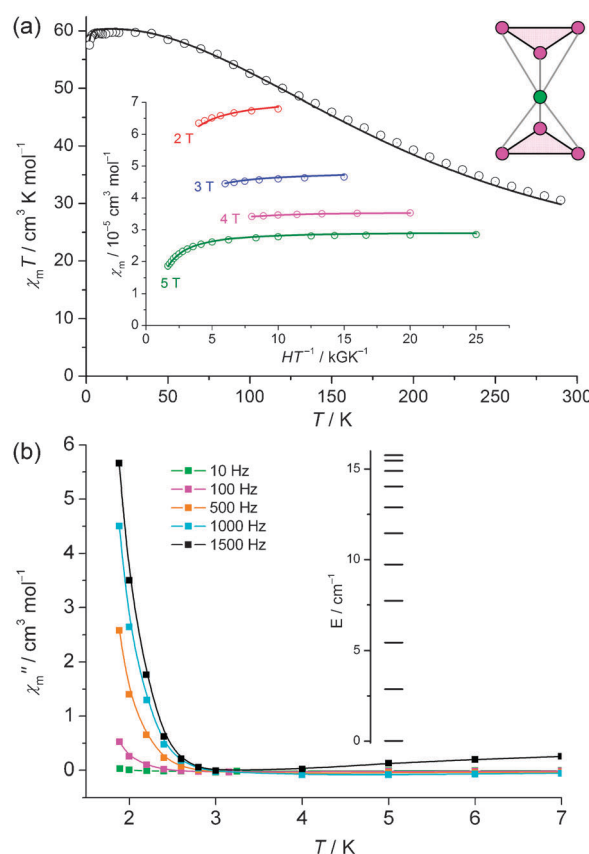 (a)
60
50
40
30
20
10
0
χₘT / cm³ K mol⁻¹
0 50 100 150 200 250 300
T / K
7
6
5
4
3
2
1
0
χₘ / 10⁻⁵ cm³ mol⁻¹
2 T
3 T
4 T
5 T
0 5 10 15 20 25
HT⁻¹ / kGK⁻¹
(b)
6
5
4
3
2
1
0
χₘ″ / cm³ mol⁻¹
10 Hz
100 Hz
500 Hz
1000 Hz
1500 Hz
15
10
5
0
E / cm⁻¹
2 3 4 5 6 7
T / K